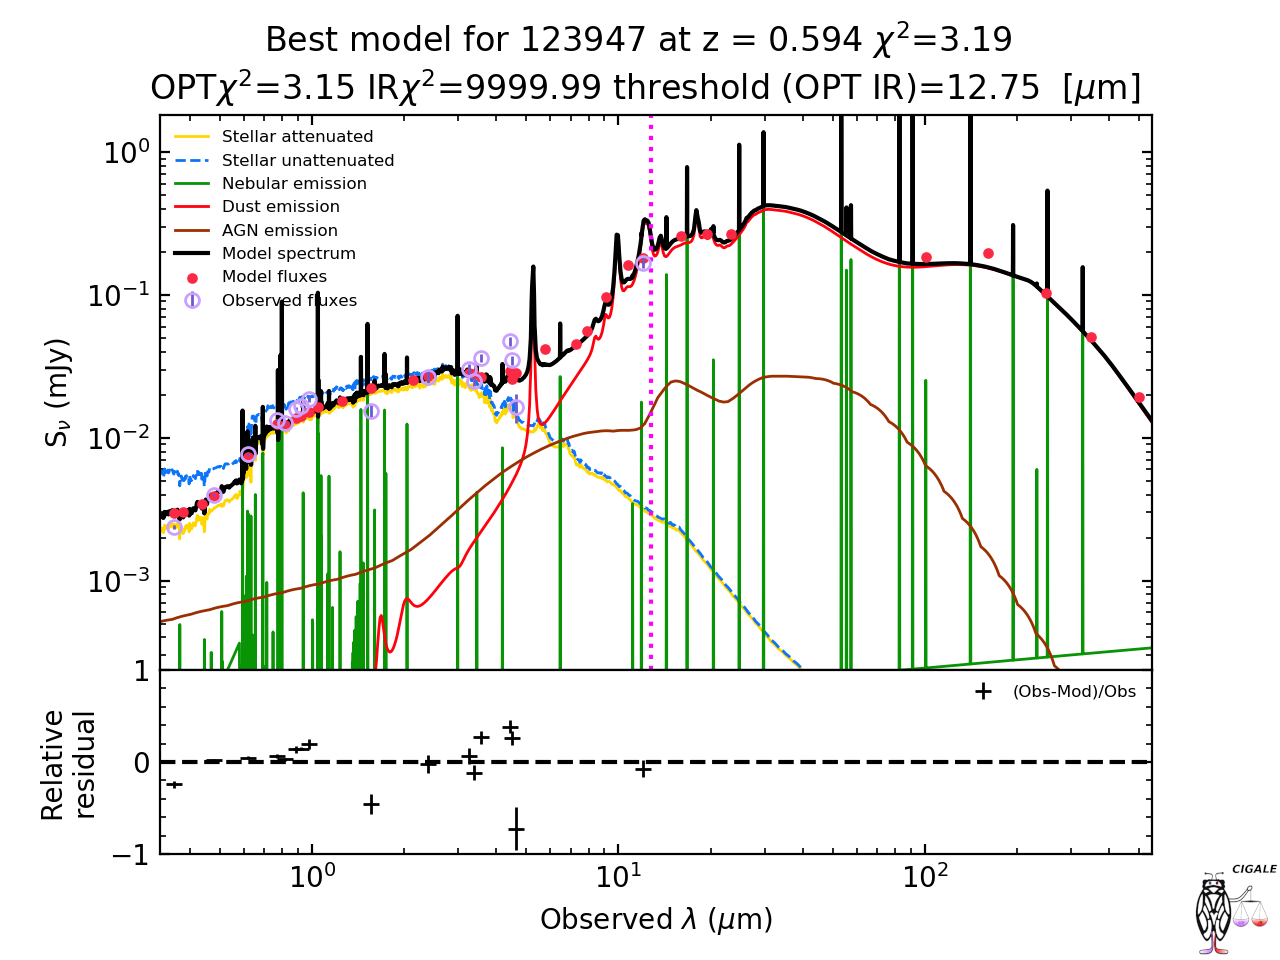 Best model for 123947 at z = 0.594 χ²=3.19
OPTχ²=3.15 IRχ²=9999.99 threshold (OPT IR)=12.75 [μm]
Stellar attenuated
Stellar unattenuated
Nebular emission
Dust emission
AGN emission
Model spectrum
Model fluxes
Observed fluxes
10⁰
10⁻¹
10⁻²
10⁻³
S_ν (mJy)
(Obs-Mod)/Obs
1
0
−1
Relative
residual
10⁰ 10¹ 10²
Observed λ (μm)
CIGALE